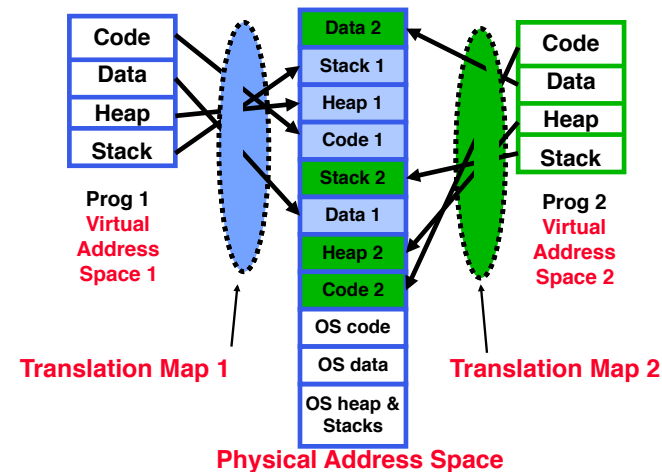 Code
Data
Heap
Stack
Prog 1
Virtual
Address
Space 1
Translation Map 1
Data 2
Stack 1
Heap 1
Code 1
Stack 2
Data 1
Heap 2
Code 2
OS code
OS data
OS heap &
Stacks
Physical Address Space
Code
Data
Heap
Stack
Prog 2
Virtual
Address
Space 2
Translation Map 2